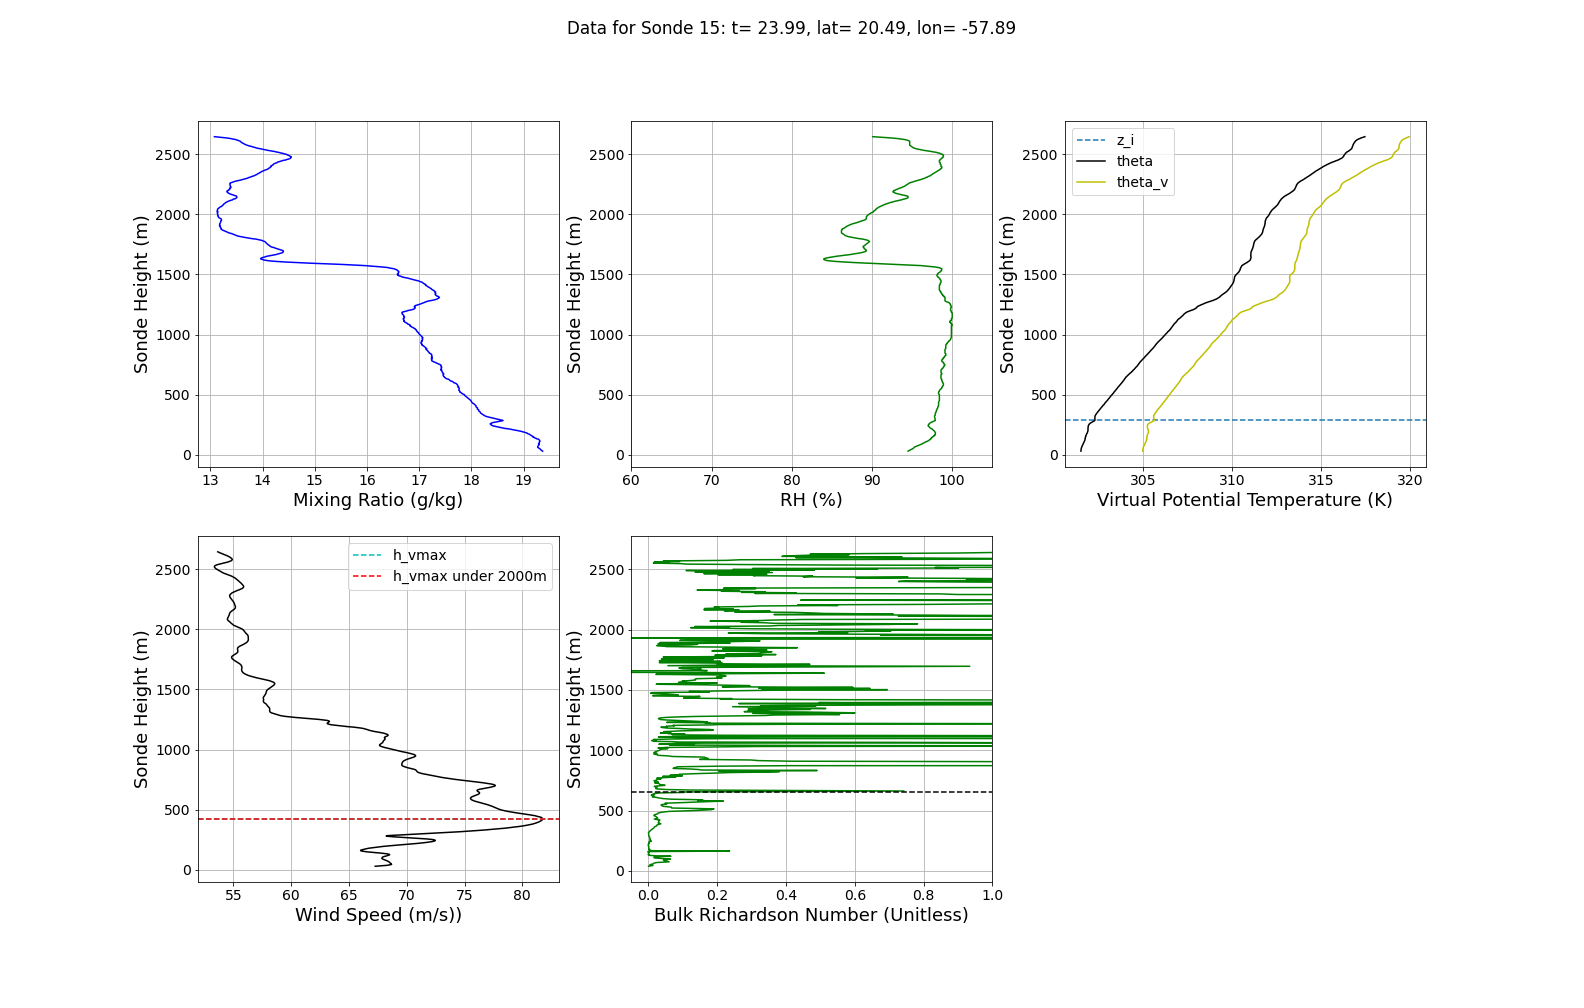 Data for Sonde 15: t= 23.99, lat= 20.49, lon= -57.89
Sonde Height (m)
2500
2000
1500
1000
500
0
13 14 15 16 17 18 19
Mixing Ratio (g/kg)
Sonde Height (m)
2500
2000
1500
1000
500
0
60 70 80 90 100
RH (%)
Sonde Height (m)
2500
2000
1500
1000
500
0
z_i
theta
theta_v
305 310 315 320
Virtual Potential Temperature (K)
Sonde Height (m)
2500
2000
1500
1000
500
0
h_vmax
h_vmax under 2000m
55 60 65 70 75 80
Wind Speed (m/s))
Sonde Height (m)
2500
2000
1500
1000
500
0
0.0 0.2 0.4 0.6 0.8 1.0
Bulk Richardson Number (Unitless)